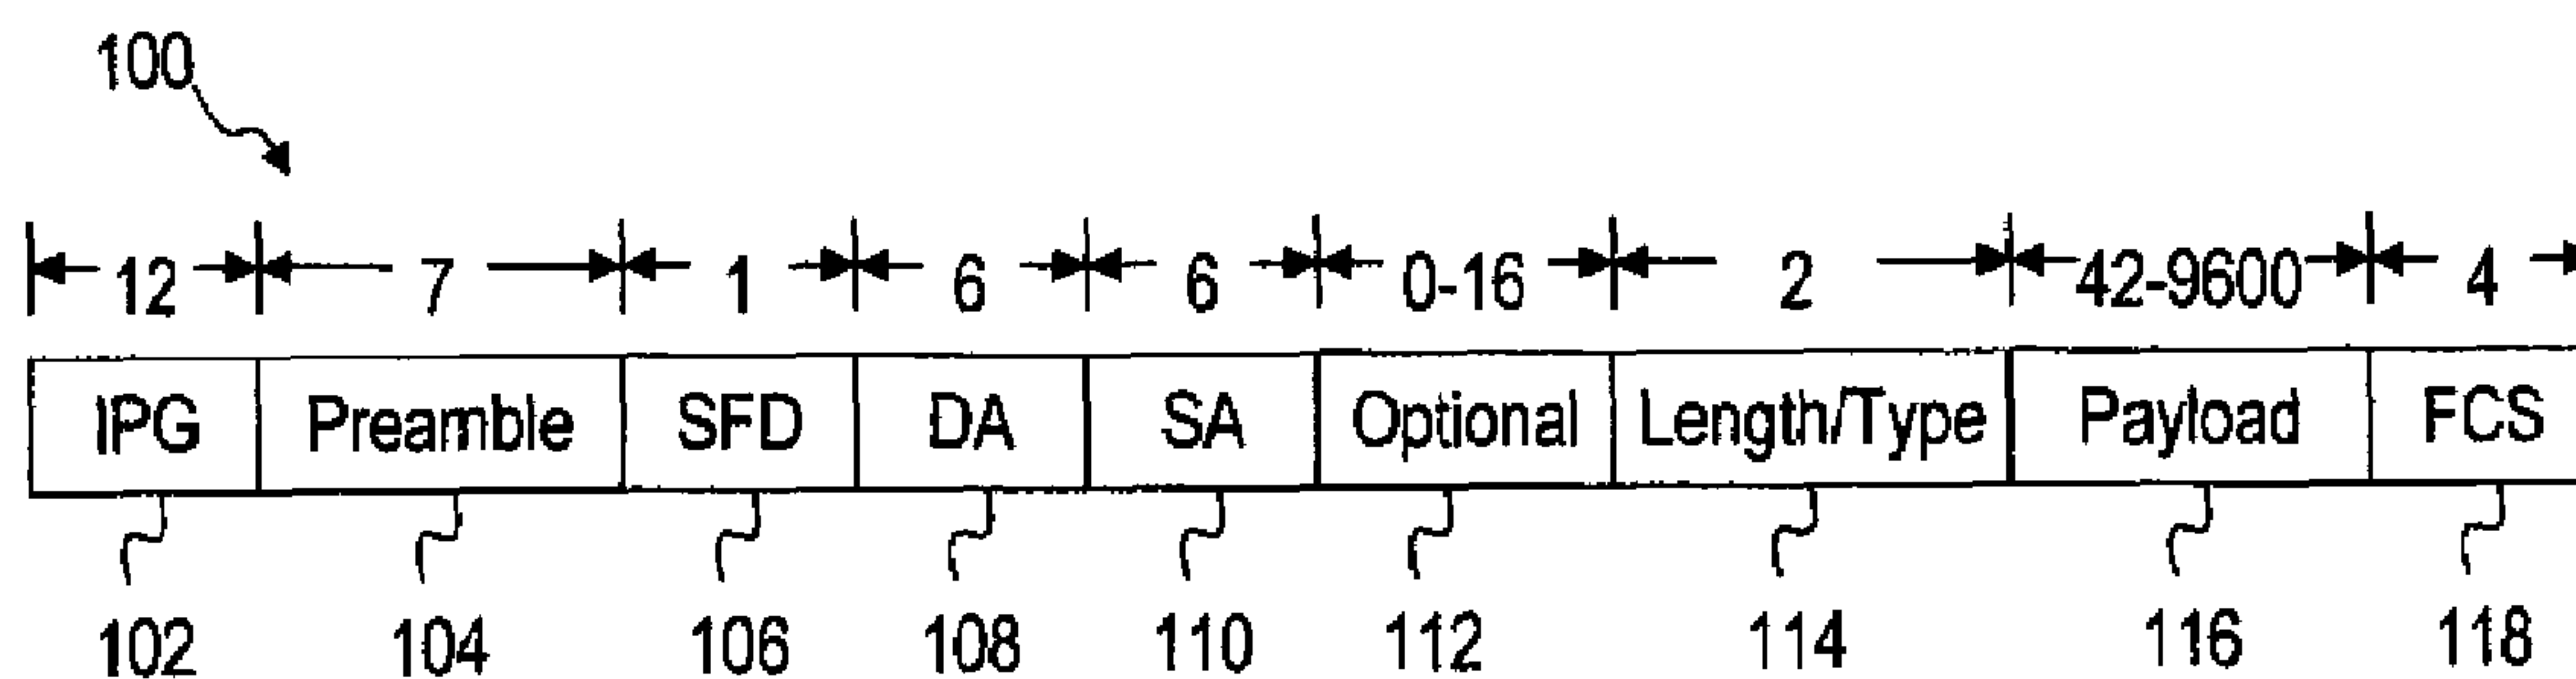 100
12 7 1 6 6 0-16 2 42-9600 4
IPG Preamble SFD DA SA Optional Length/Type Payload FCS
102 104 106 108 110 112 114 116 118